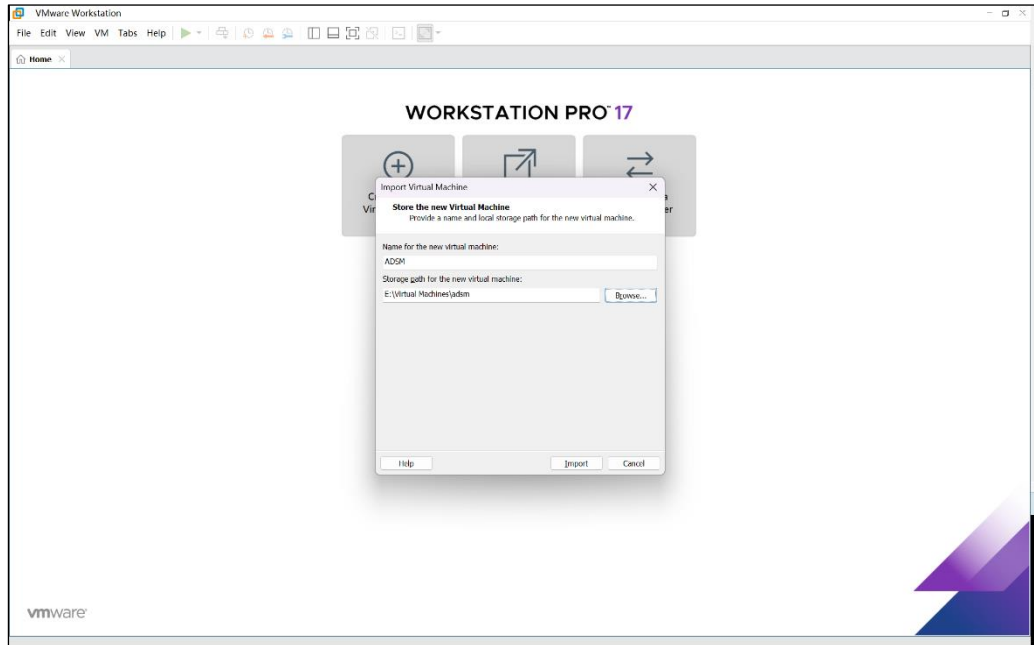 VMware Workstation
File Edit View VM Tabs Help
Home
WORKSTATION PRO™ 17
Import Virtual Machine
Store the new Virtual Machine
Provide a name and local storage path for the new virtual machine.
Name for the new virtual machine:
ADSM
Storage path for the new virtual machine:
E:\Virtual Machines\adsm
Browse...
Help Import Cancel
vmware